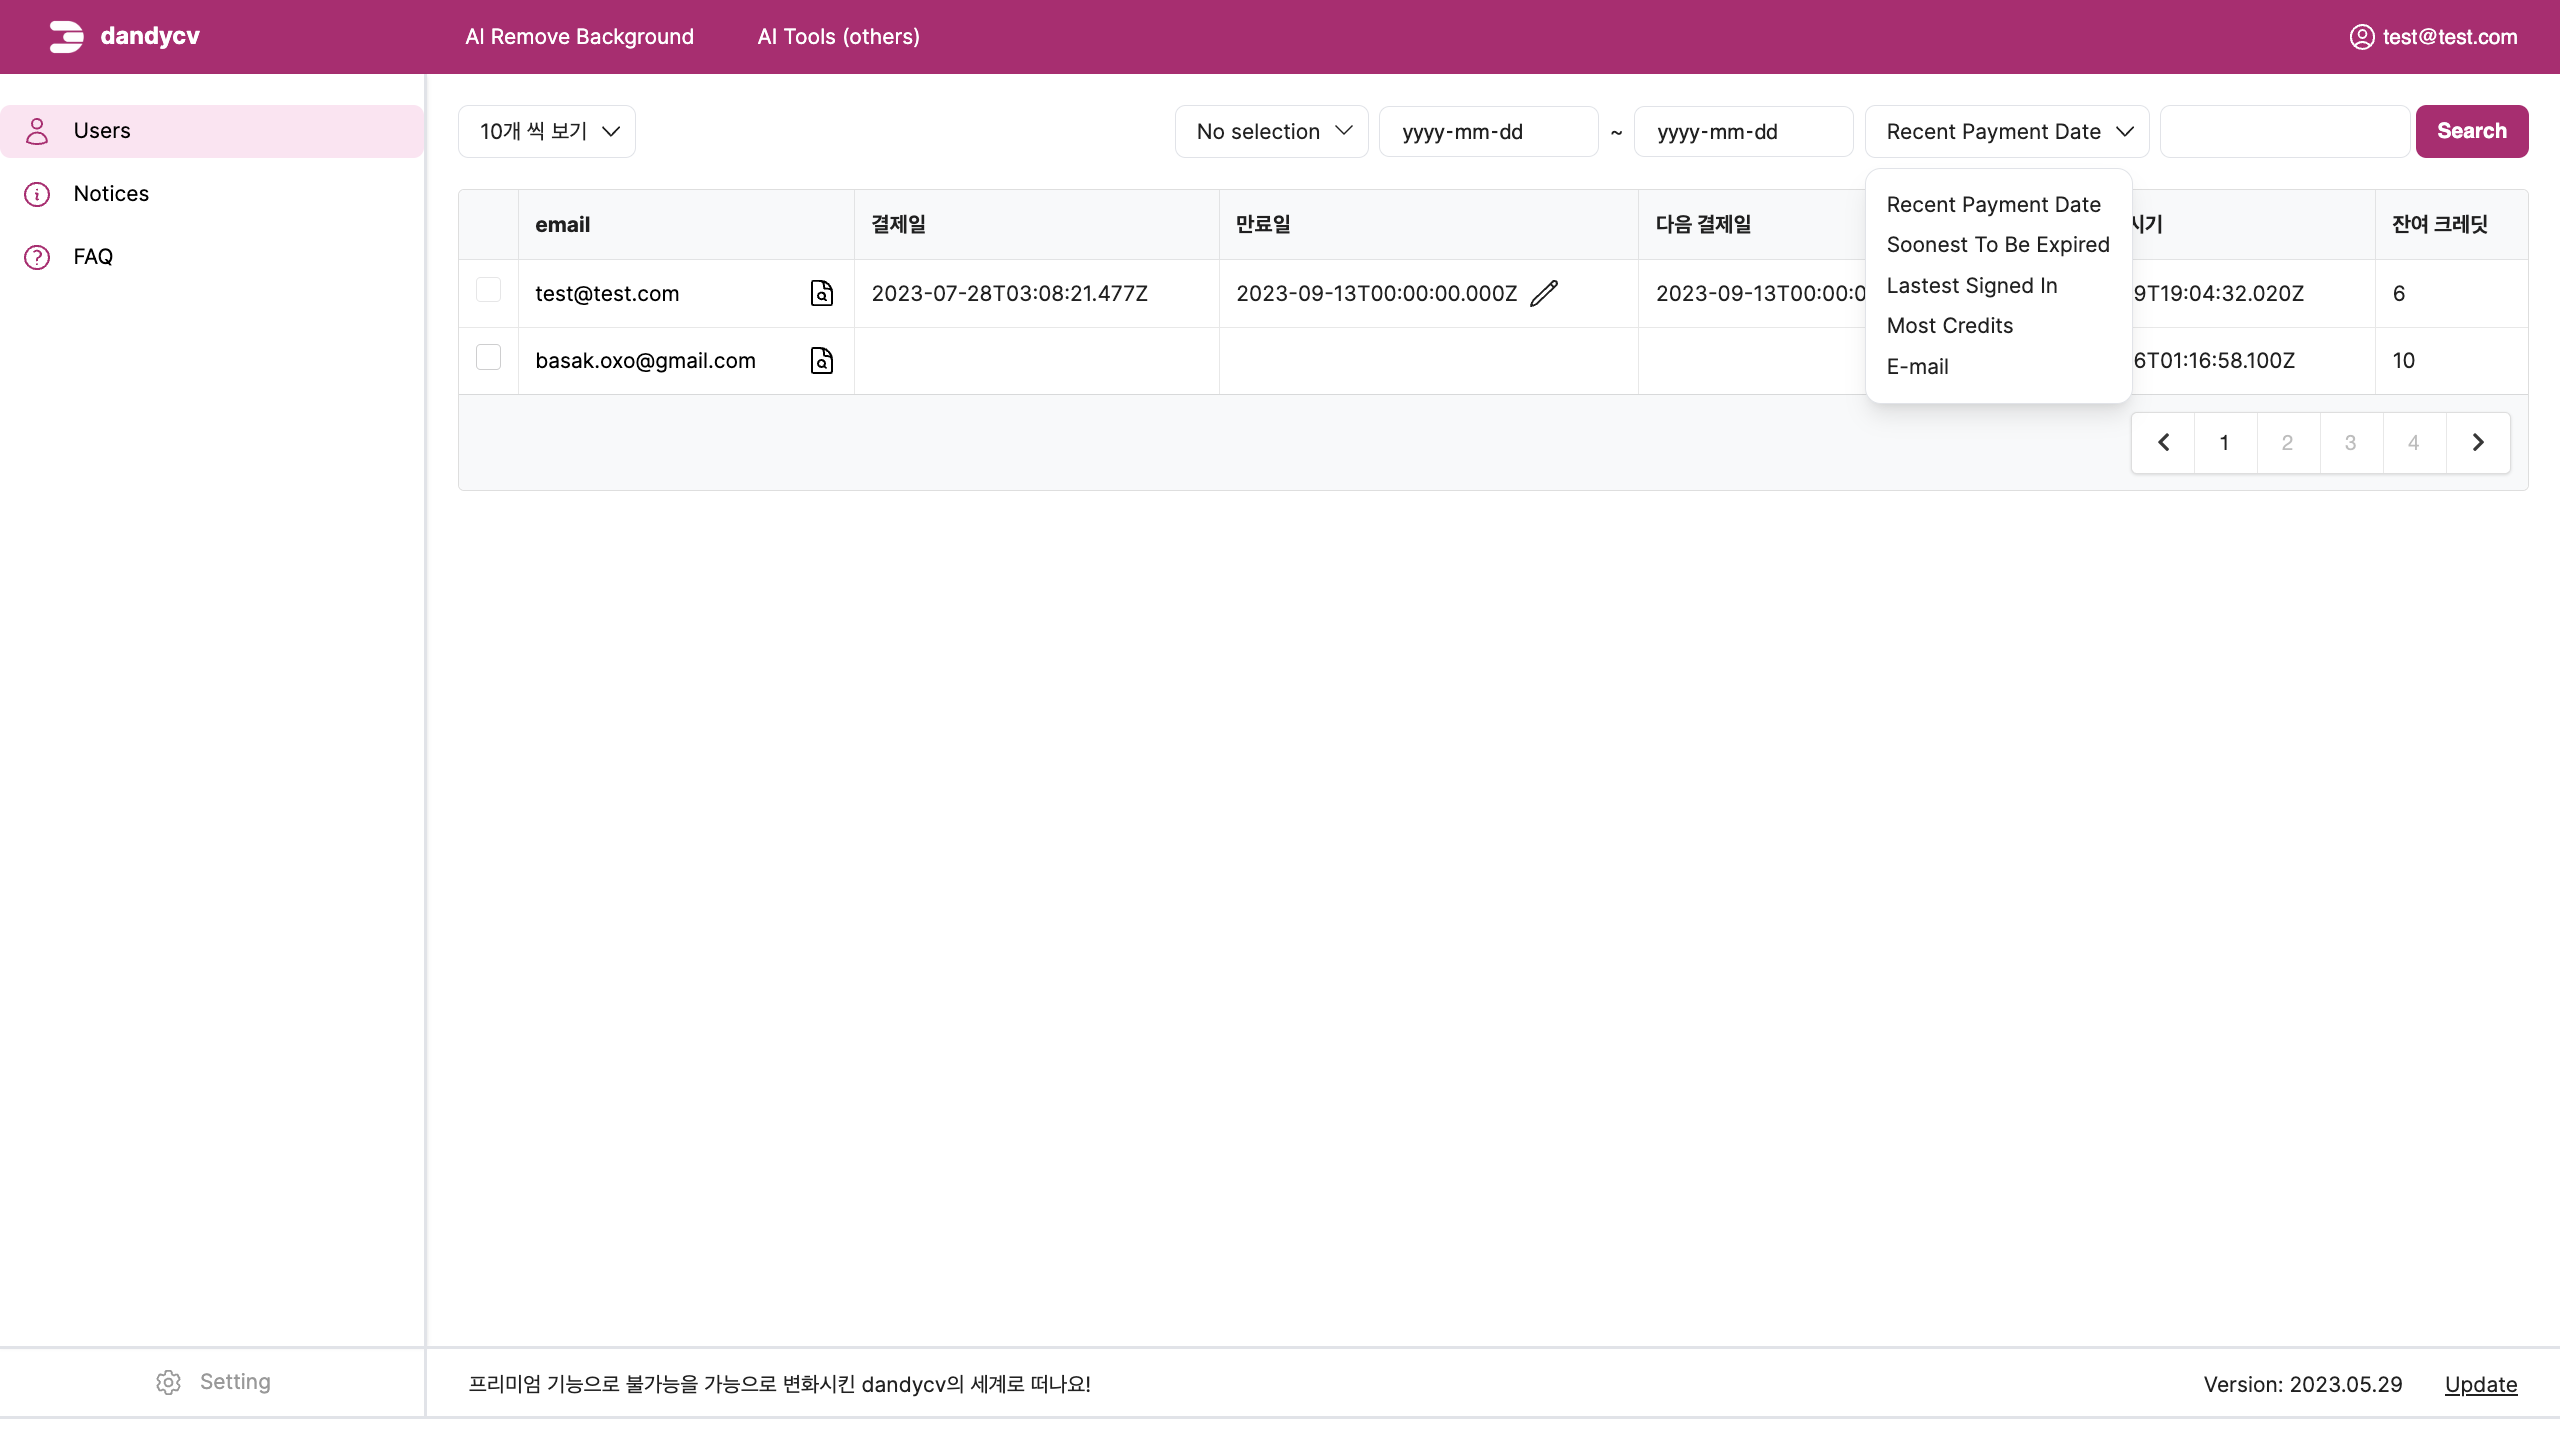 dandycv
AI Remove Background
AI Tools (others)
test@test.com
Users
Notices
FAQ
10개 씩 보기
No selection
yyyy-mm-dd
~
yyyy-mm-dd
Recent Payment Date
Search
Recent Payment Date
Soonest To Be Expired
Lastest Signed In
Most Credits
E-mail
email 결제일 만료일 다음 결제일 시기 잔여 크레딧
test@test.com 2023-07-28T03:08:21.477Z 2023-09-13T00:00:00.000Z 2023-09-13T00:00:0 9T19:04:32.020Z 6
basak.oxo@gmail.com 6T01:16:58.100Z 10
1 2 3 4
Setting
프리미엄 기능으로 불가능을 가능으로 변화시킨 dandycv의 세계로 떠나요!
Version: 2023.05.29
Update